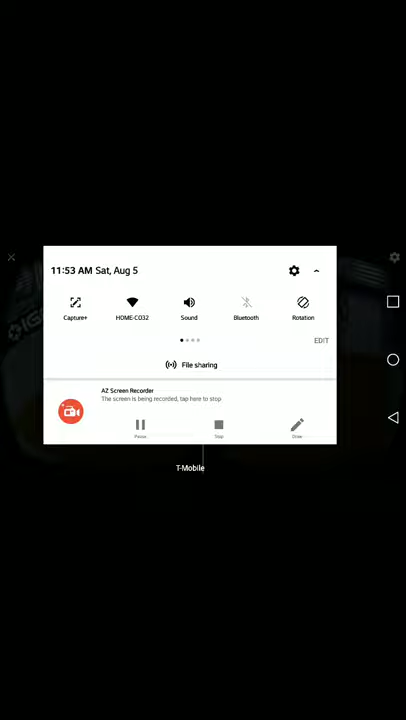 11:53 AM Sat, Aug 5
Capture+
HOME-C032
Sound
Bluetooth
Rotation
EDIT
File sharing
AZ Screen Recorder
The screen is being recorded, tap here to stop
Pause
Stop
Draw
T-Mobile